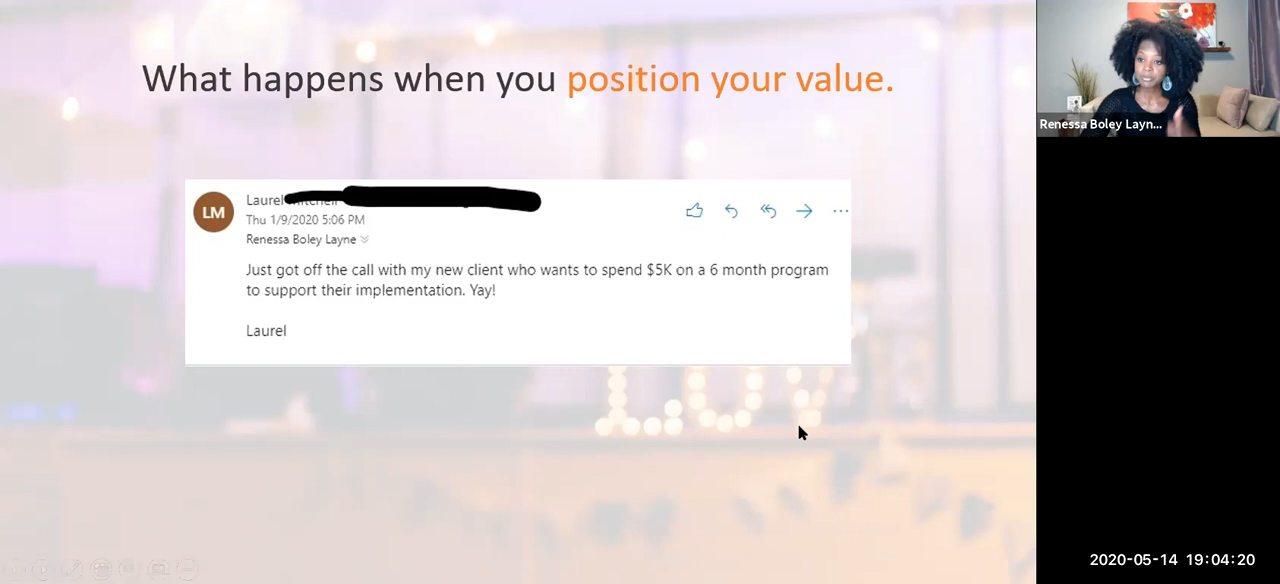 What happens when you position your value.
Renessa Boley Layn...
LM
Laurel
Thu 1/9/2020 5:06 PM
Renessa Boley Layne
Just got off the call with my new client who wants to spend $5K on a 6 month program
to support their implementation. Yay!
Laurel
LOV
2020-05-14 19:04:20